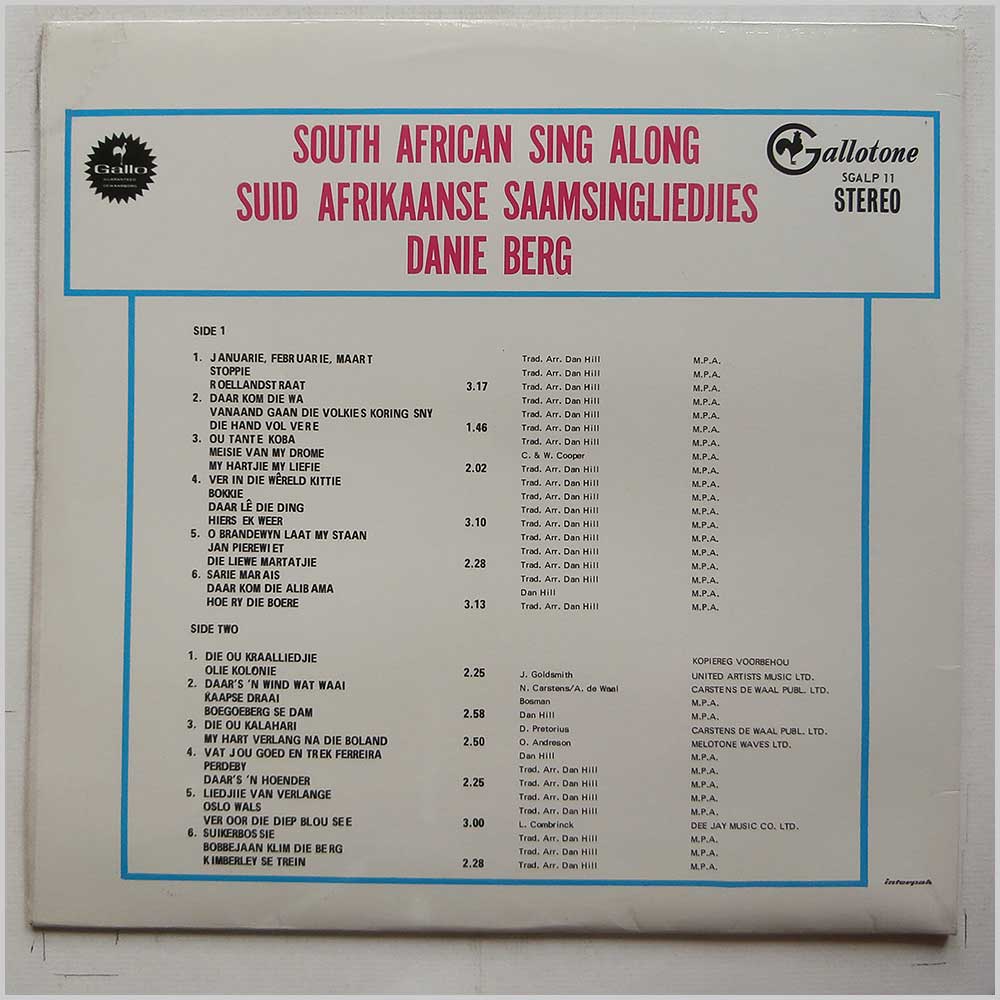 SOUTH AFRICAN SING ALONG
SUID AFRIKAANSE SAAMSINGLIEDJIES
DANIE BERG
Gallo
GUARANTEED
Gallotone
SGALP 11
STEREO
SIDE 1
1. JANUARIE, FEBRUARIE, MAART Trad. Arr. Dan Hill M.P.A.
STOPPIE Trad. Arr. Dan Hill M.P.A.
ROELLANDSTRAAT 3.17 Trad. Arr. Dan Hill M.P.A.
2. DAAR KOM DIE WA Trad. Arr. Dan Hill M.P.A.
VANAAND GAAN DIE VOLKIES KORING SNY Trad. Arr. Dan Hill M.P.A.
DIE HAND VOL VERE 1.46 Trad. Arr. Dan Hill M.P.A.
3. OU TANTE KOBA Trad. Arr. Dan Hill M.P.A.
MEISIE VAN MY DROME C. & W. Cooper M.P.A.
MY HARTJIE MY LIEFIE 2.02 Trad. Arr. Dan Hill M.P.A.
4. VER IN DIE WÊRELD KITTIE Trad. Arr. Dan Hill M.P.A.
BOKKIE Trad, Arr. Dan Hill M.P.A.
DAAR LÊ DIE DING Trad. Arr. Dan Hill M.P.A.
HIERS EK WEER 3.10 Trad. Arr. Dan Hill M.P.A.
5. O BRANDEWYN LAAT MY STAAN Trad. Arr. Dan Hill M.P.A.
JAN PIEREWIET Trad. Arr. Dan Hill M.P.A.
DIE LIEWE MARTATJIE 2.28 Trad. Arr. Dan Hill M.P.A.
6. SARIE MARAIS Trad. Arr. Dan Hill M.P.A.
DAAR KOM DIE ALIBAMA Dan Hill M.P.A.
HOE RY DIE BOERE 3.13 Trad. Arr. Dan Hill M.P.A.
SIDE TWO
1. DIE OU KRAALLIEDJIE KOPIEREG VOORBEHOU
OLIE KOLONIE 2.25 J. Goldsmith UNITED ARTISTS MUSIC LTD.
2. DAAR'S 'N WIND WAT WAAI N. Carstens/A. de Waal CARSTENS DE WAAL PUBL. LTD.
KAAPSE DRAAI Bosman M.P.A.
BOEGOEBERG SE DAM 2.58 Dan Hill M.P.A.
3. DIE OU KALAHARI D. Pretorius CARSTENS DE WAAL PUBL. LTD.
MY HART VERLANG NA DIE BOLAND 2.50 O. Andreson MELOTONE WAVES LTD.
4. VAT JOU GOED EN TREK FERREIRA Dan Hill M.P.A.
PERDEBY Trad. Arr. Dan Hill M.P.A.
DAAR'S 'N HOENDER 2.25 Trad. Arr. Dan Hill M.P.A.
5. LIEDJIIE VAN VERLANGE Trad. Arr. Dan Hill M.P.A.
OSLO WALS Trad. Arr. Dan Hill M.P.A.
VER OOR DIE DIEP BLOU SEE 3.00 L. Combrinck DEE JAY MUSIC CO. LTD.
6. SUIKERBOSSIE Trad. Arr. Dan Hill M.P.A.
BOBBEJAAN KLIM DIE BERG Trad. Arr. Dan Hill M.P.A.
KIMBERLEY SE TREIN 2.28 Trad. Arr. Dan Hill M.P.A.
interpak